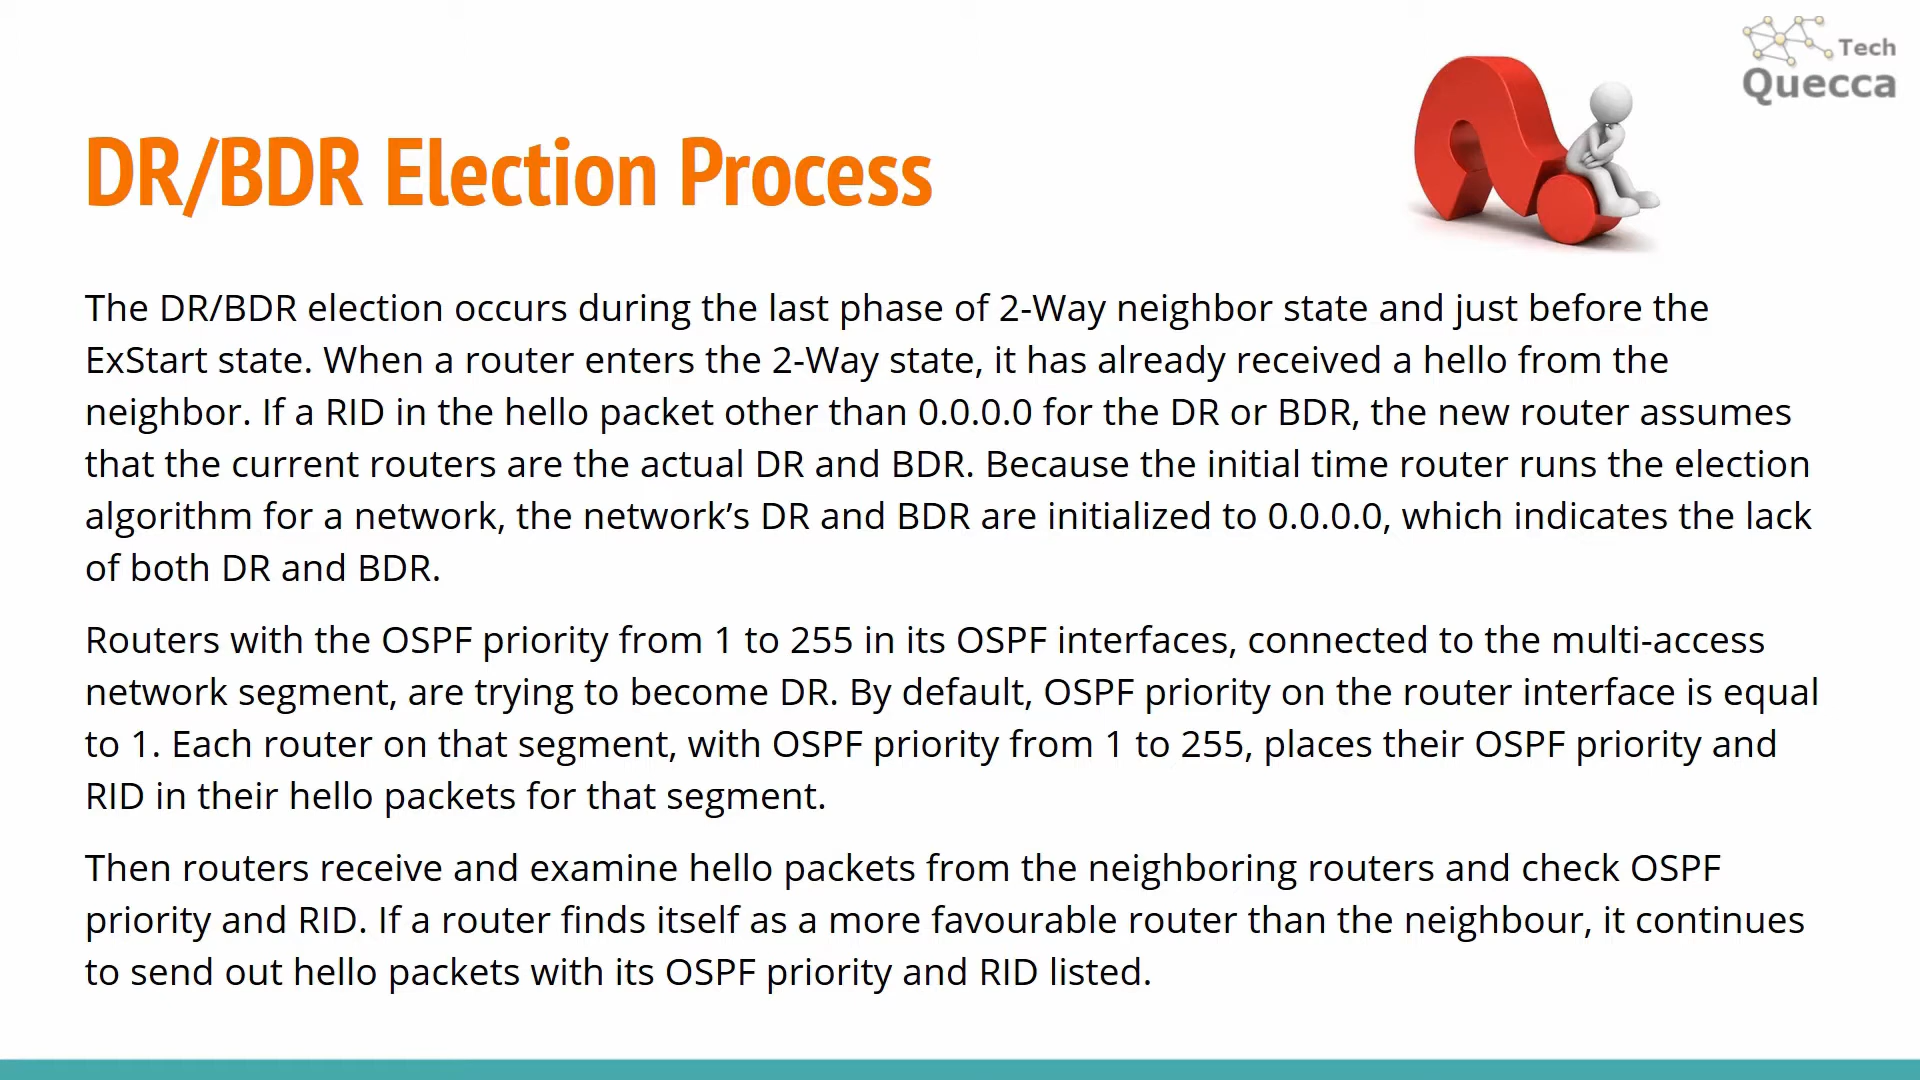 Tech
Quecca
DR/BDR Election Process
The DR/BDR election occurs during the last phase of 2-Way neighbor state and just before the
ExStart state. When a router enters the 2-Way state, it has already received a hello from the
neighbor. If a RID in the hello packet other than 0.0.0.0 for the DR or BDR, the new router assumes
that the current routers are the actual DR and BDR. Because the initial time router runs the election
algorithm for a network, the network’s DR and BDR are initialized to 0.0.0.0, which indicates the lack
of both DR and BDR.
Routers with the OSPF priority from 1 to 255 in its OSPF interfaces, connected to the multi-access
network segment, are trying to become DR. By default, OSPF priority on the router interface is equal
to 1. Each router on that segment, with OSPF priority from 1 to 255, places their OSPF priority and
RID in their hello packets for that segment.
Then routers receive and examine hello packets from the neighboring routers and check OSPF
priority and RID. If a router finds itself as a more favourable router than the neighbour, it continues
to send out hello packets with its OSPF priority and RID listed.